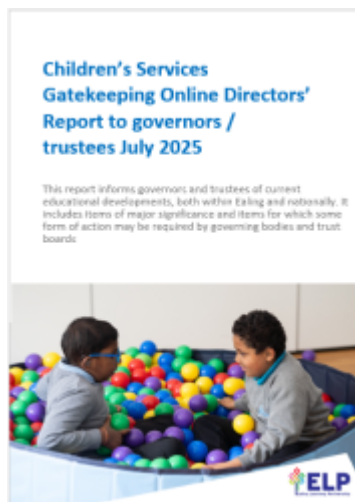 Children's Services
Gatekeeping Online Directors'
Report to governors /
trustees July 2025
This report informs governors and trustees of current
educational developments, both within Ealing and nationally. It
includes items of major significance and items for which some
form of action may be required by governing bodies and trust
boards
ELP